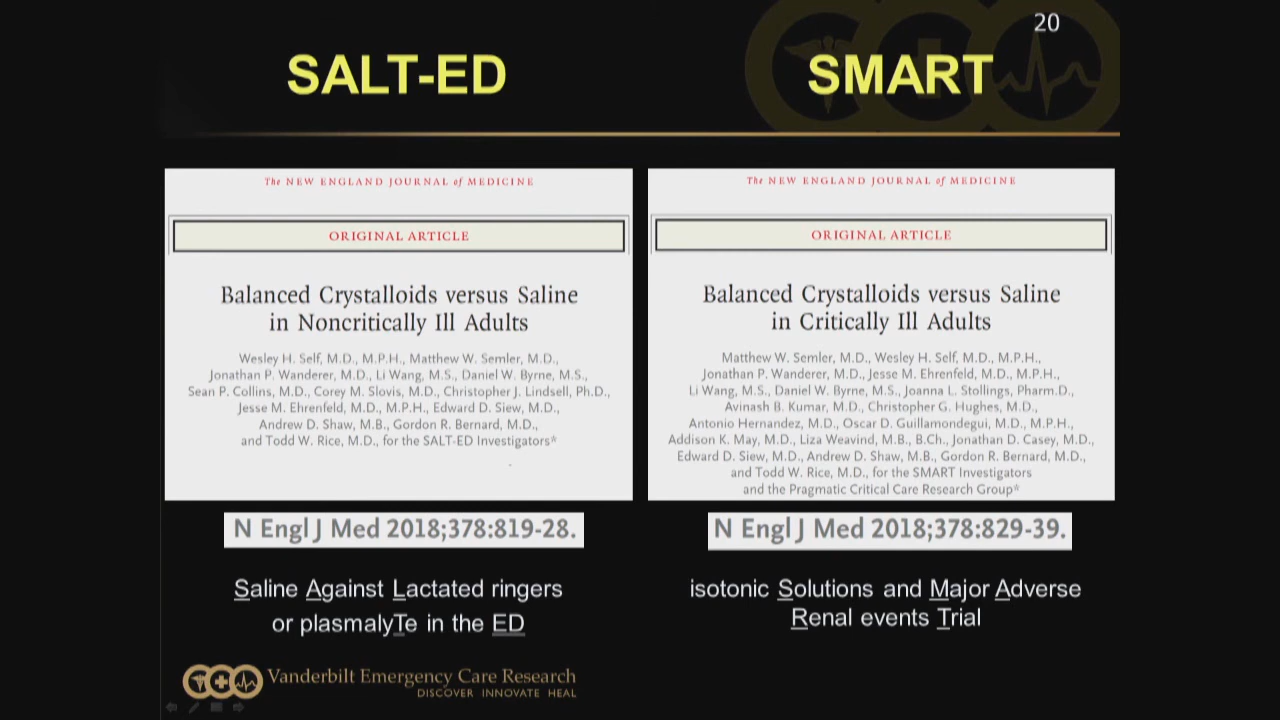 20
SALT-ED
SMART
The NEW ENGLAND JOURNAL of MEDICINE
ORIGINAL ARTICLE
Balanced Crystalloids versus Saline
in Noncritically Ill Adults
Wesley H. Self, M.D., M.P.H., Matthew W. Semler, M.D.,
Jonathan P. Wanderer, M.D., Li Wang, M.S., Daniel W. Byrne, M.S.,
Sean P. Collins, M.D., Corey M. Slovis, M.D., Christopher J. Lindsell, Ph.D.,
Jesse M. Ehrenfeld, M.D., M.P.H., Edward D. Siew, M.D.,
Andrew D. Shaw, M.B., Gordon R. Bernard, M.D.,
and Todd W. Rice, M.D., for the SALT-ED Investigators*
N Engl J Med 2018;378:819-28.
Saline Against Lactated ringers
or plasmalyTe in the ED
The NEW ENGLAND JOURNAL of MEDICINE
ORIGINAL ARTICLE
Balanced Crystalloids versus Saline
in Critically Ill Adults
Matthew W. Semler, M.D., Wesley H. Self, M.D., M.P.H.,
Jonathan P. Wanderer, M.D., Jesse M. Ehrenfeld, M.D., M.P.H.,
Li Wang, M.S., Daniel W. Byrne, M.S., Joanna L. Stollings, Pharm.D.,
Avinash B. Kumar, M.D., Christopher G. Hughes, M.D.,
Antonio Hernandez, M.D., Oscar D. Guillamondegui, M.D., M.P.H.,
Addison K. May, M.D., Liza Weavind, M.B., B.Ch., Jonathan D. Casey, M.D.,
Edward D. Siew, M.D., Andrew D. Shaw, M.B., Gordon R. Bernard, M.D.,
and Todd W. Rice, M.D., for the SMART Investigators
and the Pragmatic Critical Care Research Group*
N Engl J Med 2018;378:829-39.
isotonic Solutions and Major Adverse
Renal events Trial
Vanderbilt Emergency Care Research
DISCOVER INNOVATE HEAL